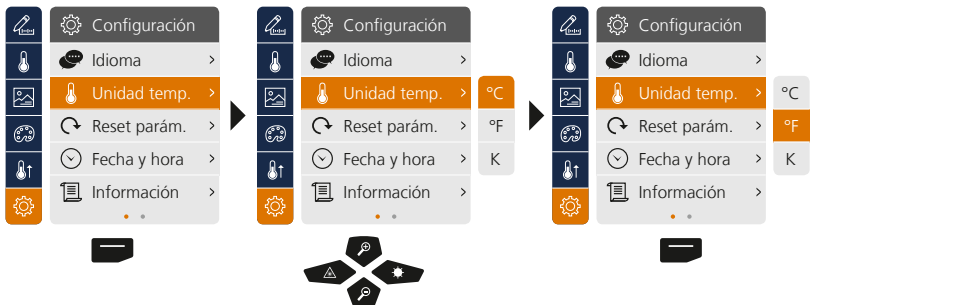 Configuración
Idioma
Unidad temp.
Reset parám.
Fecha y hora
Información
Configuración
Idioma
Unidad temp.
Reset parám.
Fecha y hora
Información
°C
°F
K
Configuración
Idioma
Unidad temp.
Reset parám.
Fecha y hora
Información
°C
°F
K